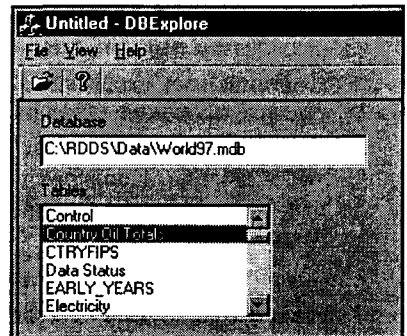 Untitled - DBExplore
File View Help
?
Database
C:\RDDS\Data\World97.mdb
Tables
Control
Country Oil Totals
CTRYFIPS
Data Status
EARLY_YEARS
Electricity